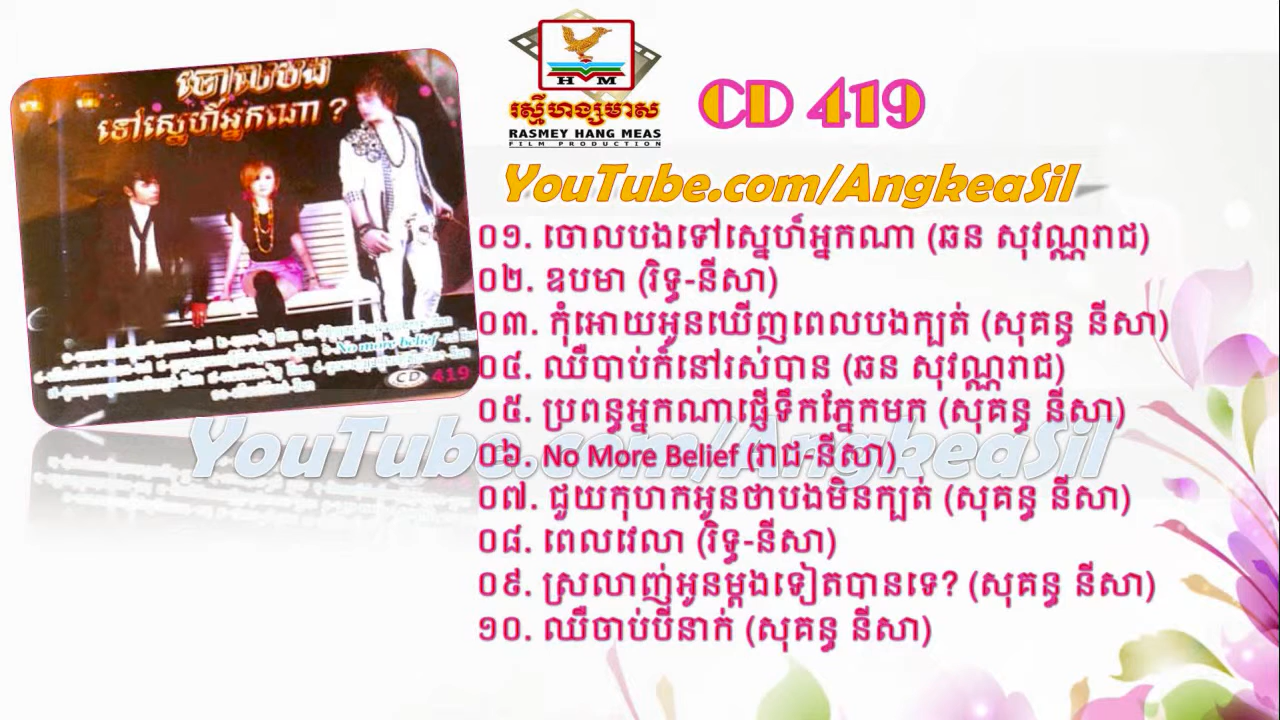 ចោលបង
ទៅស្នេហ៍អ្នកណា ?
No more belief
CD 419
HM
រស្មីហង្សមាស
RASMEY HANG MEAS
FILM PRODUCTION
CD 419
YouTube.com/AngkeaSil
០១. ចោលបងទៅស្នេហ៍អ្នកណា (ឆន សុវណ្ណរាជ)
០២. ឧបមា (រិទ្ធ-នីសា)
០៣. កុំអោយអូនឃើញពេលបងក្បត់ (សុគន្ធ នីសា)
០៤. ឈឺបាប់ក៏នៅរស់បាន (ឆន សុវណ្ណរាជ)
០៥. ប្រពន្ធអ្នកណាផ្ញើទឹកភ្នែកមក (សុគន្ធ នីសា)
០៦. No More Belief (រាជ-នីសា)
០៧. ជួយកុហកអូនថាបងមិនក្បត់ (សុគន្ធ នីសា)
០៨. ពេលវេលា (រិទ្ធ-នីសា)
០៩. ស្រលាញ់អូនម្ដងទៀតបានទេ? (សុគន្ធ នីសា)
១០. ឈឺចាប់បីនាក់ (សុគន្ធ នីសា)
YouTube.com/AngkeaSil